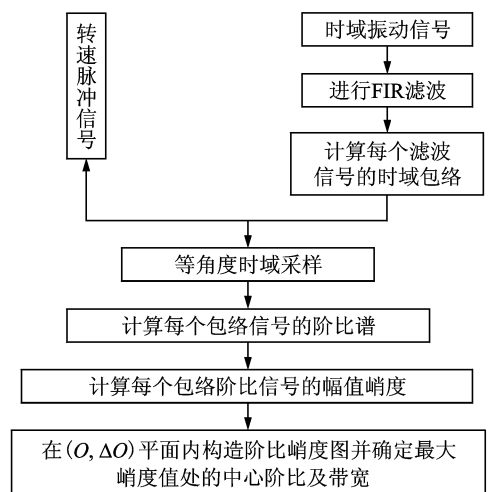 转速脉冲信号
时域振动信号
进行FIR滤波
计算每个滤波
信号的时域包络
等角度时域采样
计算每个包络信号的阶比谱
计算每个包络阶比信号的幅值峭度
在(O, ΔO)平面内构造阶比峭度图并确定最大
峭度值处的中心阶比及带宽